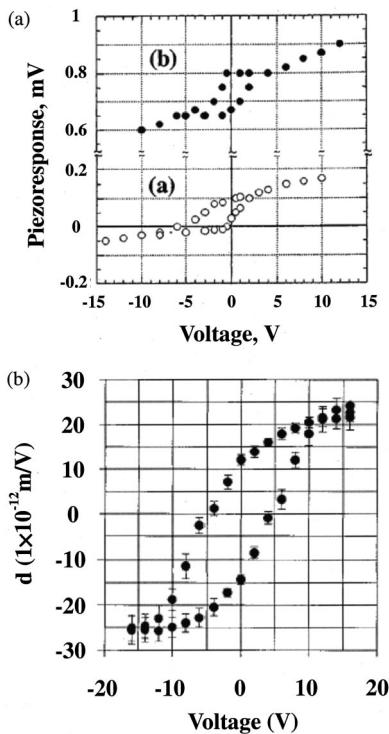 (a)
Piezoresponse, mV
1
0.8
0.6
0.2
0
-0.2
(b)
(a)
-15 -10 -5 0 5 10 15
Voltage, V
(b)
d (1×10⁻¹²m/V)
30
20
10
0
-10
-20
-30
-20 -10 0 10 20
Voltage (V)